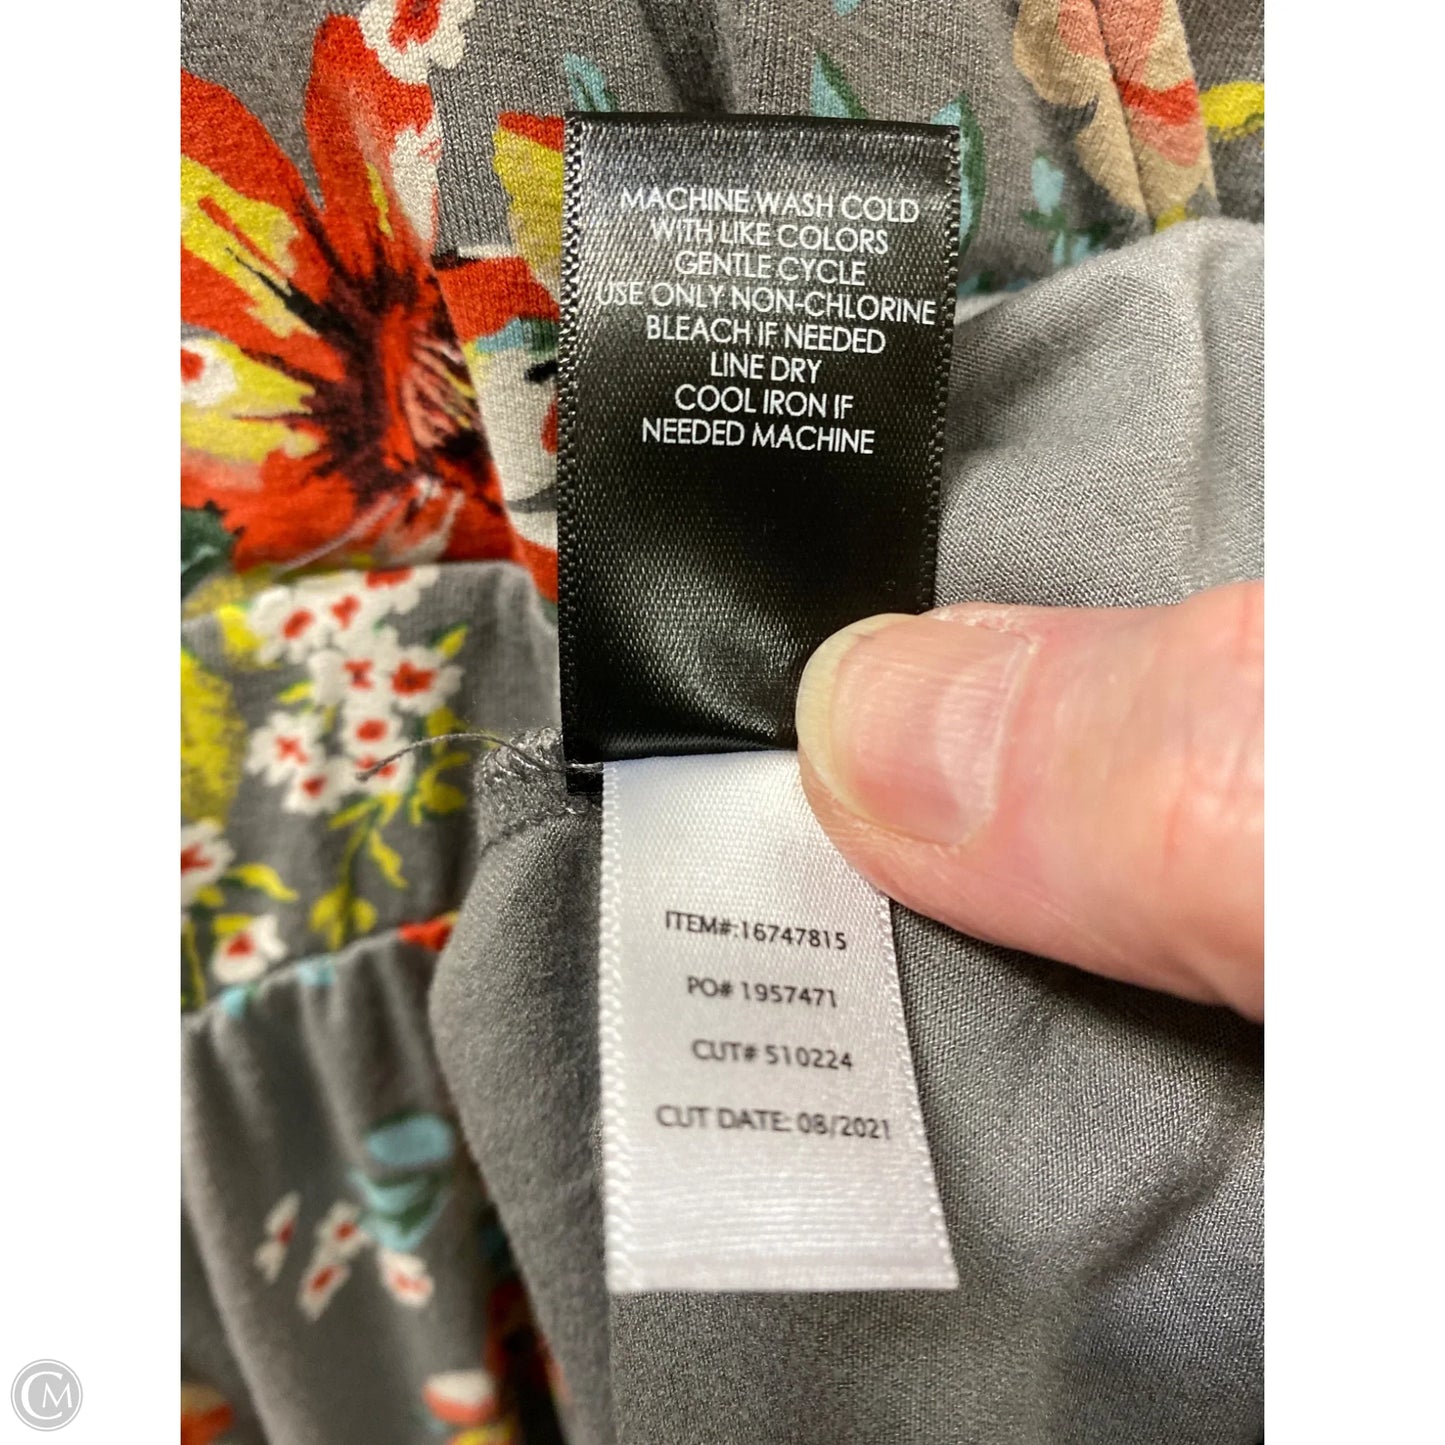 MACHINE WASH COLD
WITH LIKE COLORS
GENTLE CYCLE
USE ONLY NON-CHLORINE
BLEACH IF NEEDED
LINE DRY
COOL IRON IF
NEEDED MACHINE
ITEM#:16747815
PO# 1957471
CUT# 510224
CUT DATE: 08/2021
CM